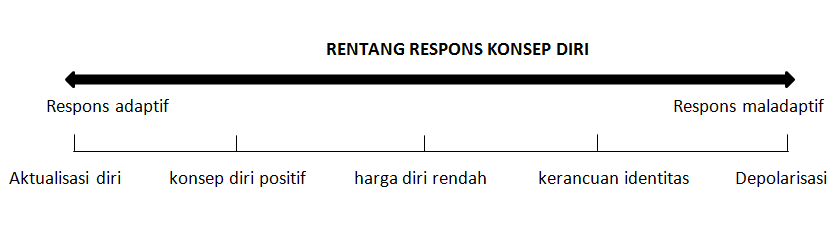 RENTANG RESPONS KONSEP DIRI
Respons adaptif Respons maladaptif
Aktualisasi diri konsep diri positif harga diri rendah kerancuan identitas Depolarisasi